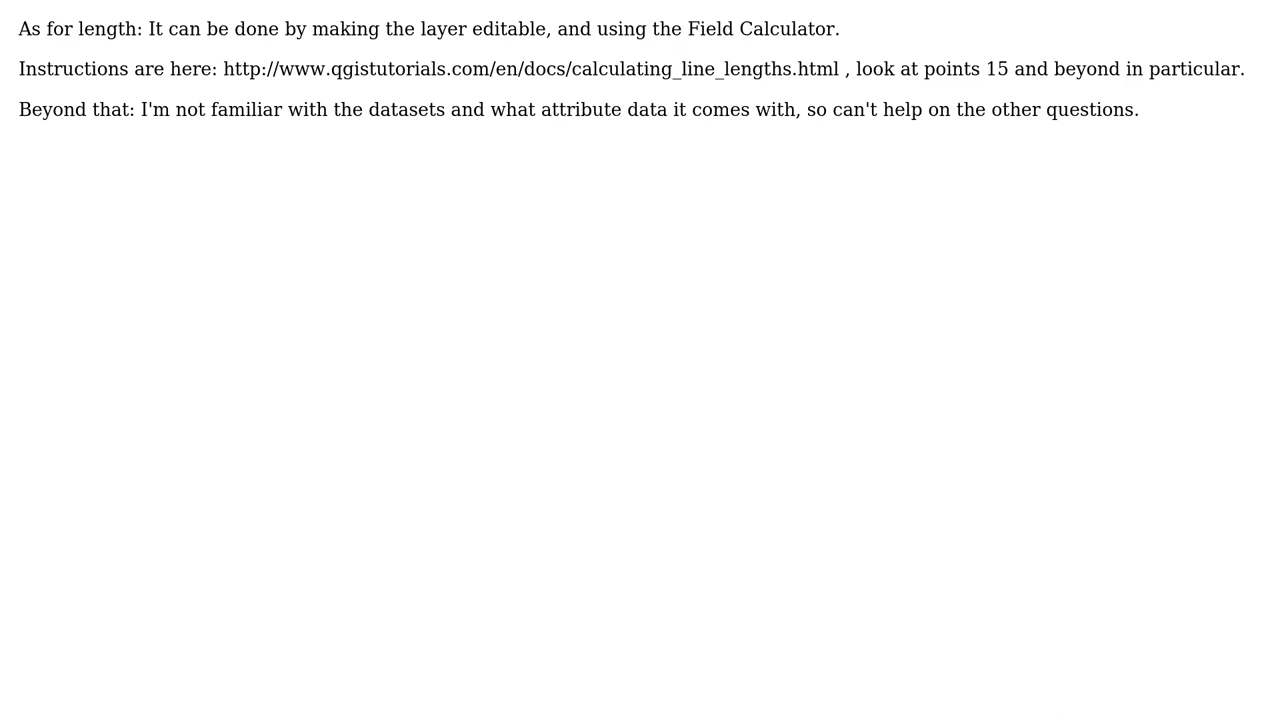 As for length: It can be done by making the layer editable, and using the Field Calculator.
Instructions are here: http://www.qgistutorials.com/en/docs/calculating_line_lengths.html , look at points 15 and beyond in particular.
Beyond that: I'm not familiar with the datasets and what attribute data it comes with, so can't help on the other questions.